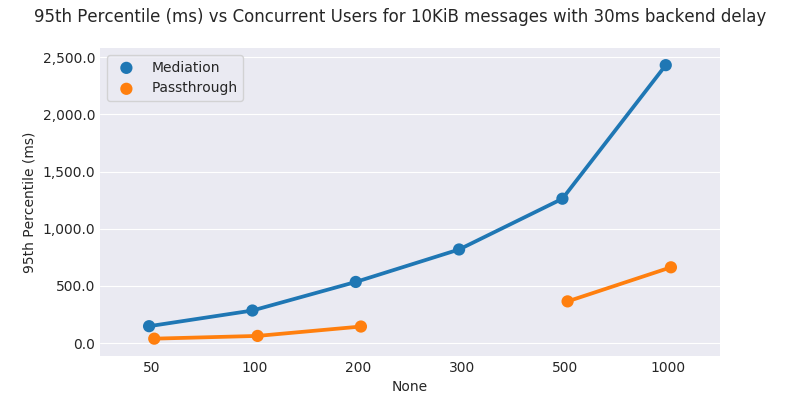 95th Percentile (ms) vs Concurrent Users for 10KiB messages with 30ms backend delay
Mediation
Passthrough
95th Percentile (ms)
2,500.0
2,000.0
1,500.0
1,000.0
500.0
0.0
50 100 200 300 500 1000
None